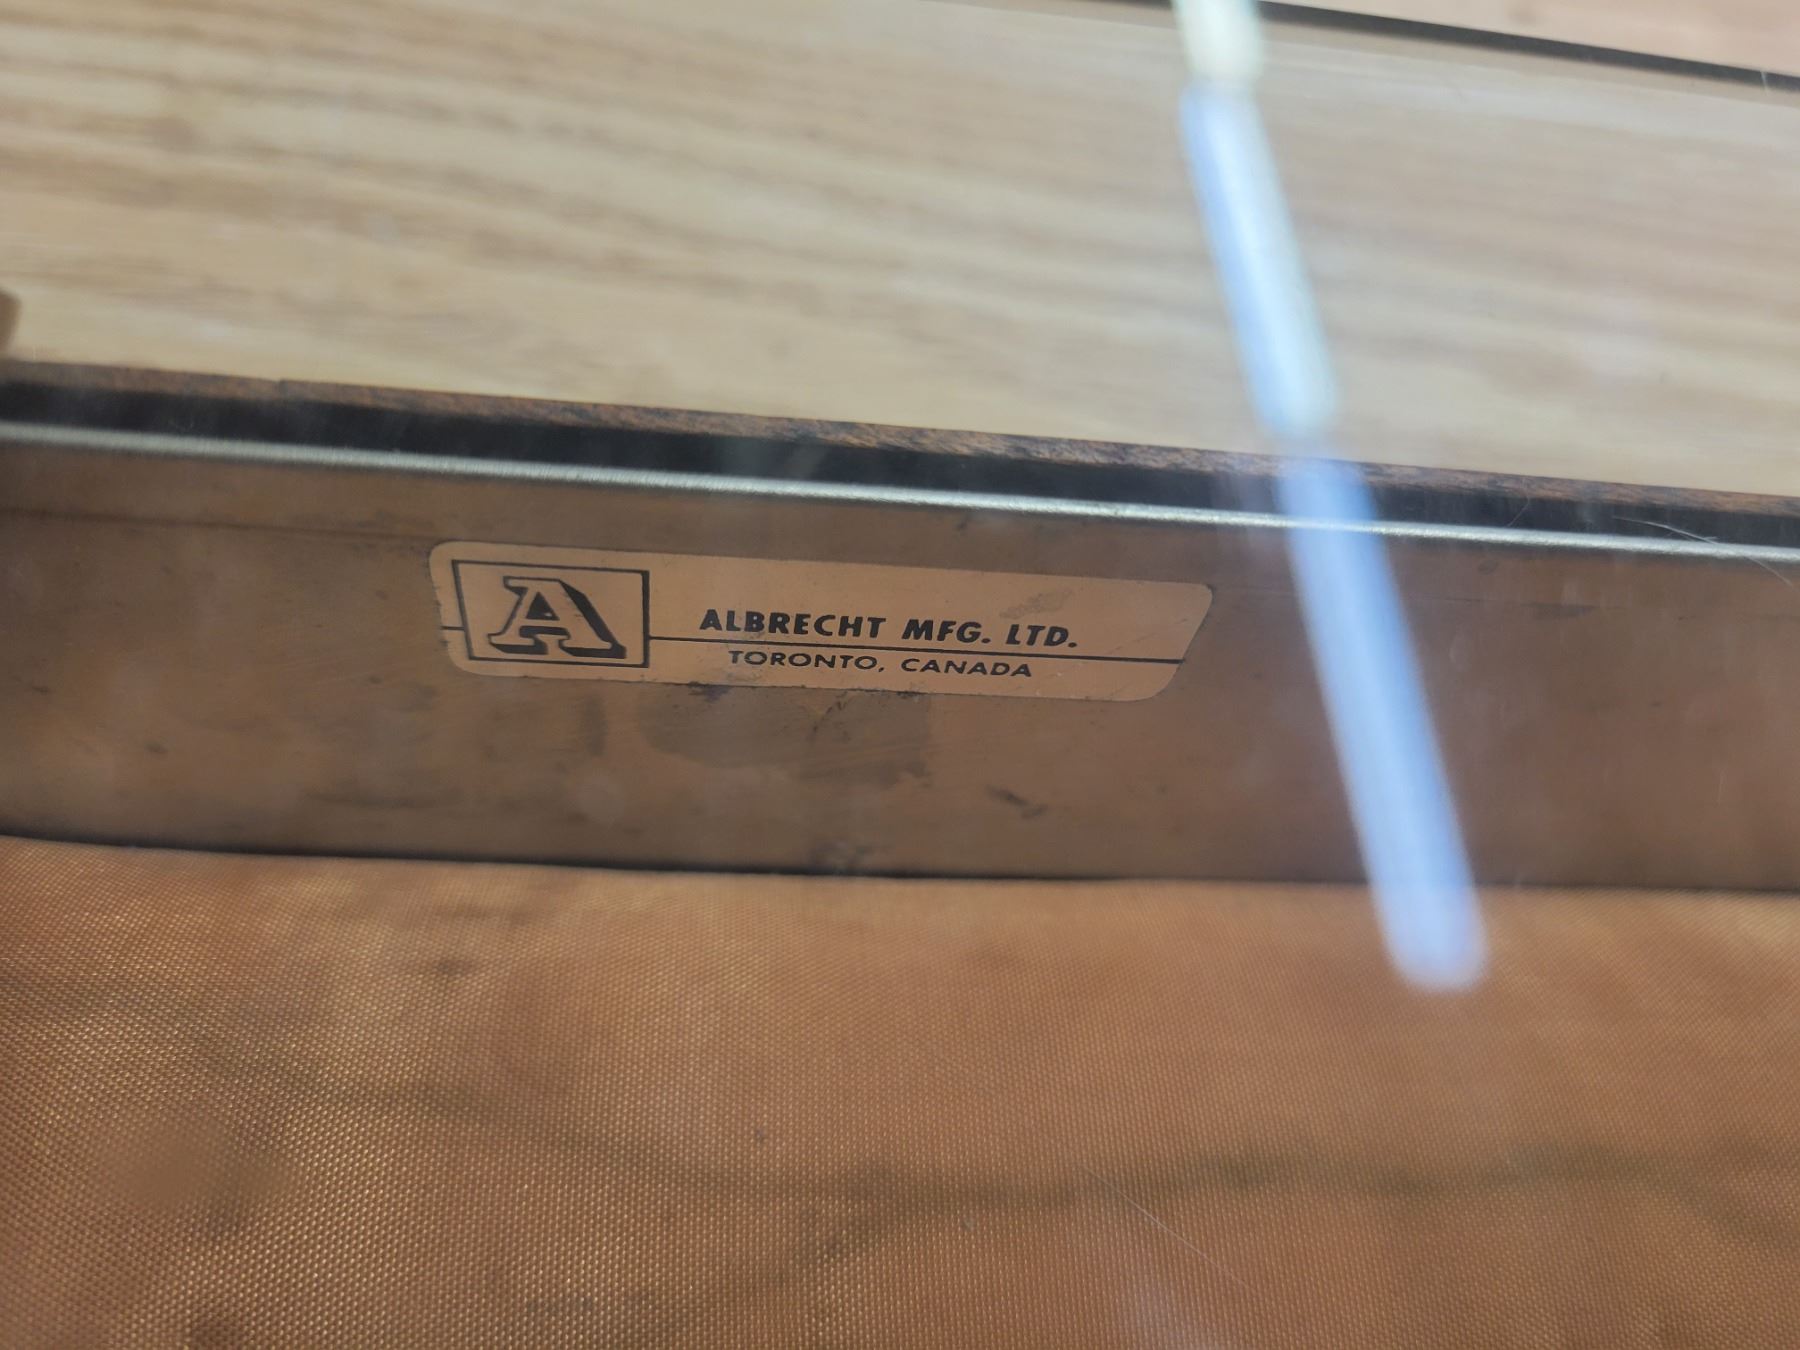 A
ALBRECHT MFG. LTD.
TORONTO, CANADA